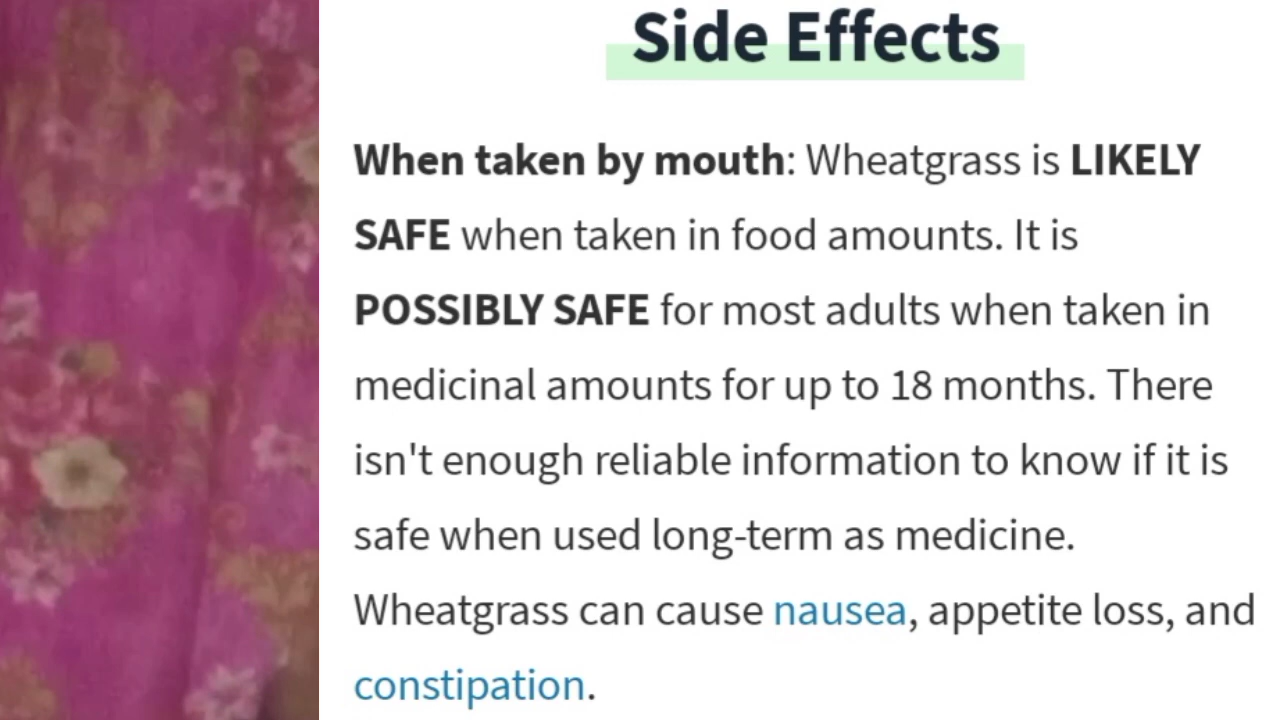 Side Effects
When taken by mouth: Wheatgrass is LIKELY
SAFE when taken in food amounts. It is
POSSIBLY SAFE for most adults when taken in
medicinal amounts for up to 18 months. There
isn't enough reliable information to know if it is
safe when used long-term as medicine.
Wheatgrass can cause nausea, appetite loss, and
constipation.